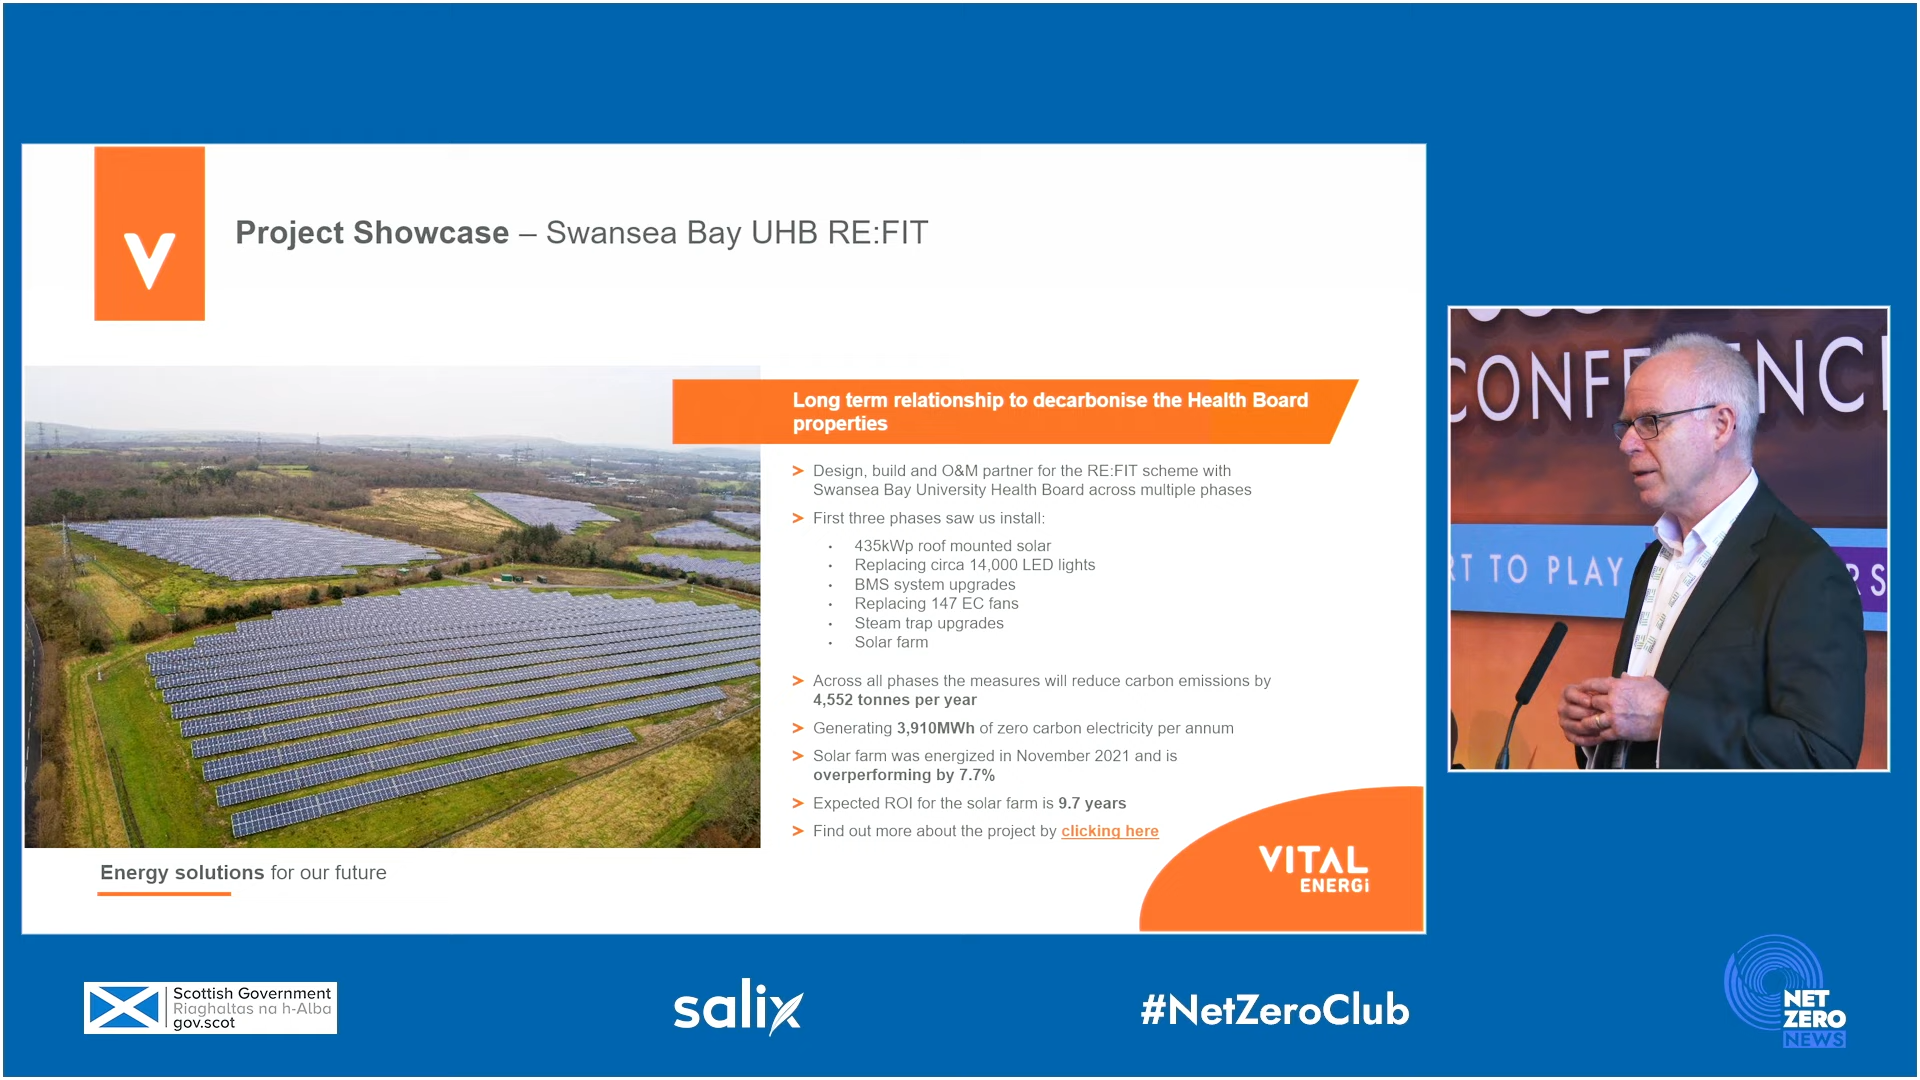 V
Project Showcase – Swansea Bay UHB RE:FIT
Long term relationship to decarbonise the Health Board
properties
> Design, build and O&M partner for the RE:FIT scheme with
Swansea Bay University Health Board across multiple phases
> First three phases saw us install:
• 435kWp roof mounted solar
• Replacing circa 14,000 LED lights
• BMS system upgrades
• Replacing 147 EC fans
• Steam trap upgrades
• Solar farm
> Across all phases the measures will reduce carbon emissions by
4,552 tonnes per year
> Generating 3,910MWh of zero carbon electricity per annum
> Solar farm was energized in November 2021 and is
overperforming by 7.7%
> Expected ROI for the solar farm is 9.7 years
> Find out more about the project by clicking here
Energy solutions for our future
VITAL
ENERGi
CONF NCE
RT TO PLAY RS
Scottish Government
Riaghaltas na h-Alba
gov.scot
salix
#NetZeroClub
NET
ZERO
NEWS